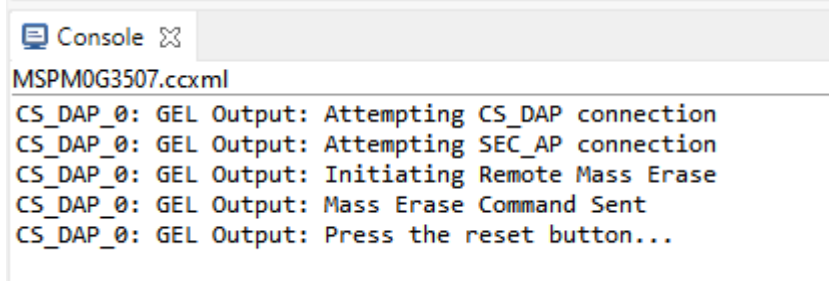 Console
MSPM0G3507.ccxml
CS_DAP_0: GEL Output: Attempting CS_DAP connection
CS_DAP_0: GEL Output: Attempting SEC_AP connection
CS_DAP_0: GEL Output: Initiating Remote Mass Erase
CS_DAP_0: GEL Output: Mass Erase Command Sent
CS_DAP_0: GEL Output: Press the reset button...